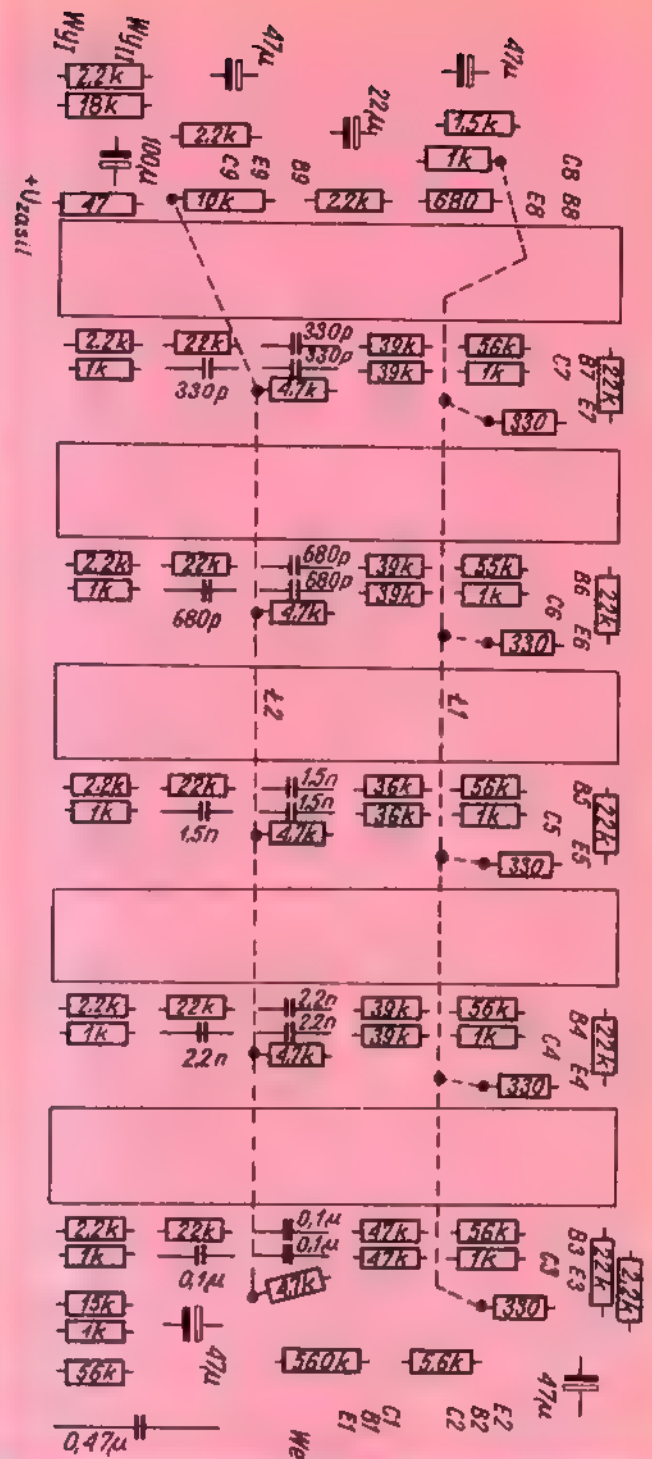 WyI
WyII
47µ
47µ
2,2k
18k
22µ
1,5k
2,2k
1k
100µ
C9
E9
B9
C8
B8
E8
+Uzasil
47
10k
680
330p
2,2k
22k
330p
39k
56k
1k
39k
1k
330p
4,7k
B7
C7
E7
22k
330
680p
2,2k
22k
680p
39k
1k
39k
1k
680p
4,7k
B6
C6
E6
22k
330
Ł2
Ł1
1,5n
2,2k
22k
1,5n
36k
56k
1k
36k
1k
1,5n
4,7k
B5
C5
E5
22k
330
2,2n
2,2k
22k
2,2n
39k
56k
1k
39k
1k
2,2n
4,7k
B4
C4
E4
22k
330
0,1µ
2,2k
22k
0,1µ
47k
56k
1k
47k
1k
0,1µ
4,7k
B3
C3
E3
22k
2,2k
330
15k
1k
47µ
56k
560k
5,6k
47µ
C1
B1
E1
E2
B2
C2
We
0,47µ